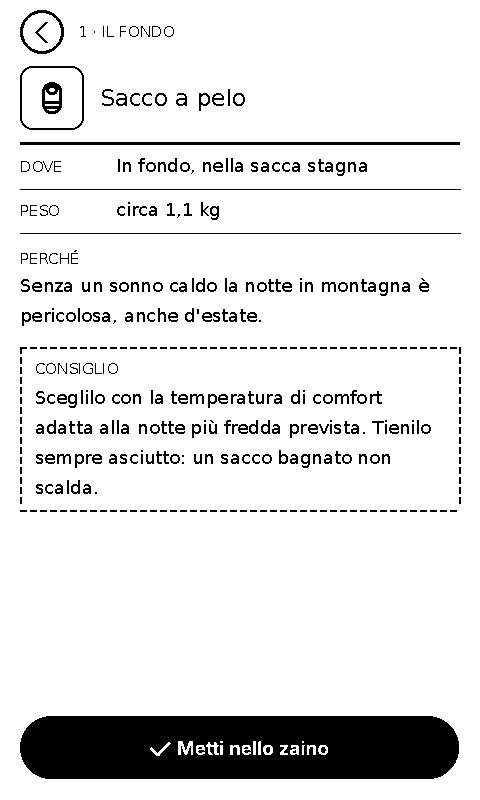 1 · IL FONDO
Sacco a pelo
DOVE In fondo, nella sacca stagna
PESO circa 1,1 kg
PERCHÉ
Senza un sonno caldo la notte in montagna è
pericolosa, anche d'estate.
CONSIGLIO
Sceglilo con la temperatura di comfort
adatta alla notte più fredda prevista. Tienilo
sempre asciutto: un sacco bagnato non
scalda.
Metti nello zaino